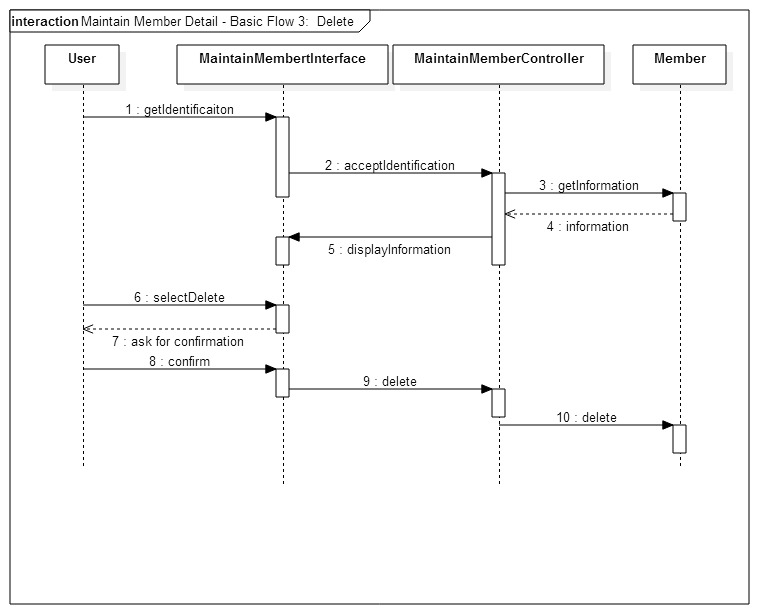 interaction Maintain Member Detail - Basic Flow 3: Delete
User
MaintainMembertInterface
MaintainMemberController
Member
1 : getIdentificaiton
2 : acceptIdentification
3 : getInformation
4 : information
5 : displayInformation
6 : selectDelete
7 : ask for confirmation
8 : confirm
9 : delete
10 : delete